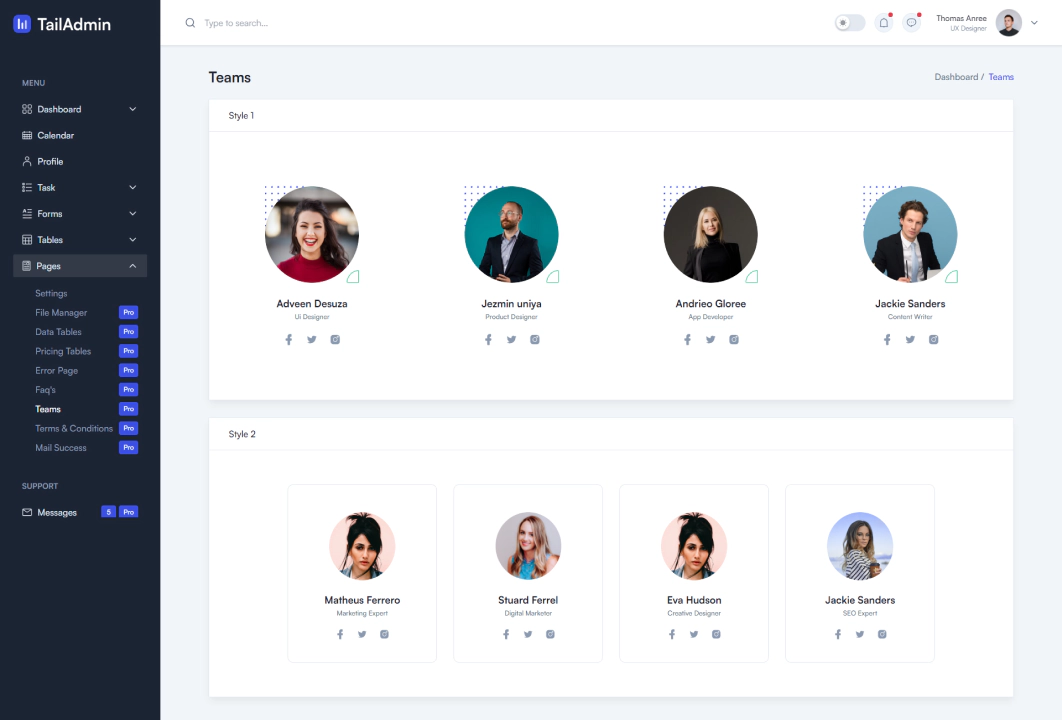 TailAdmin
Type to search...
Thomas Anree
UX Designer
MENU
Dashboard
Calendar
Profile
Task
Forms
Tables
Pages
Settings
File Manager Pro
Data Tables Pro
Pricing Tables Pro
Error Page Pro
Faq's Pro
Teams Pro
Terms & Conditions Pro
Mail Success Pro
SUPPORT
Messages 5 Pro
Teams
Dashboard / Teams
Style 1
Adveen Desuza
Ui Designer
Jezmin uniya
Product Designer
Andrieo Gloree
App Developer
Jackie Sanders
Content Writer
Style 2
Matheus Ferrero
Marketing Expert
Stuard Ferrel
Digital Marketer
Eva Hudson
Creative Designer
Jackie Sanders
SEO Expert